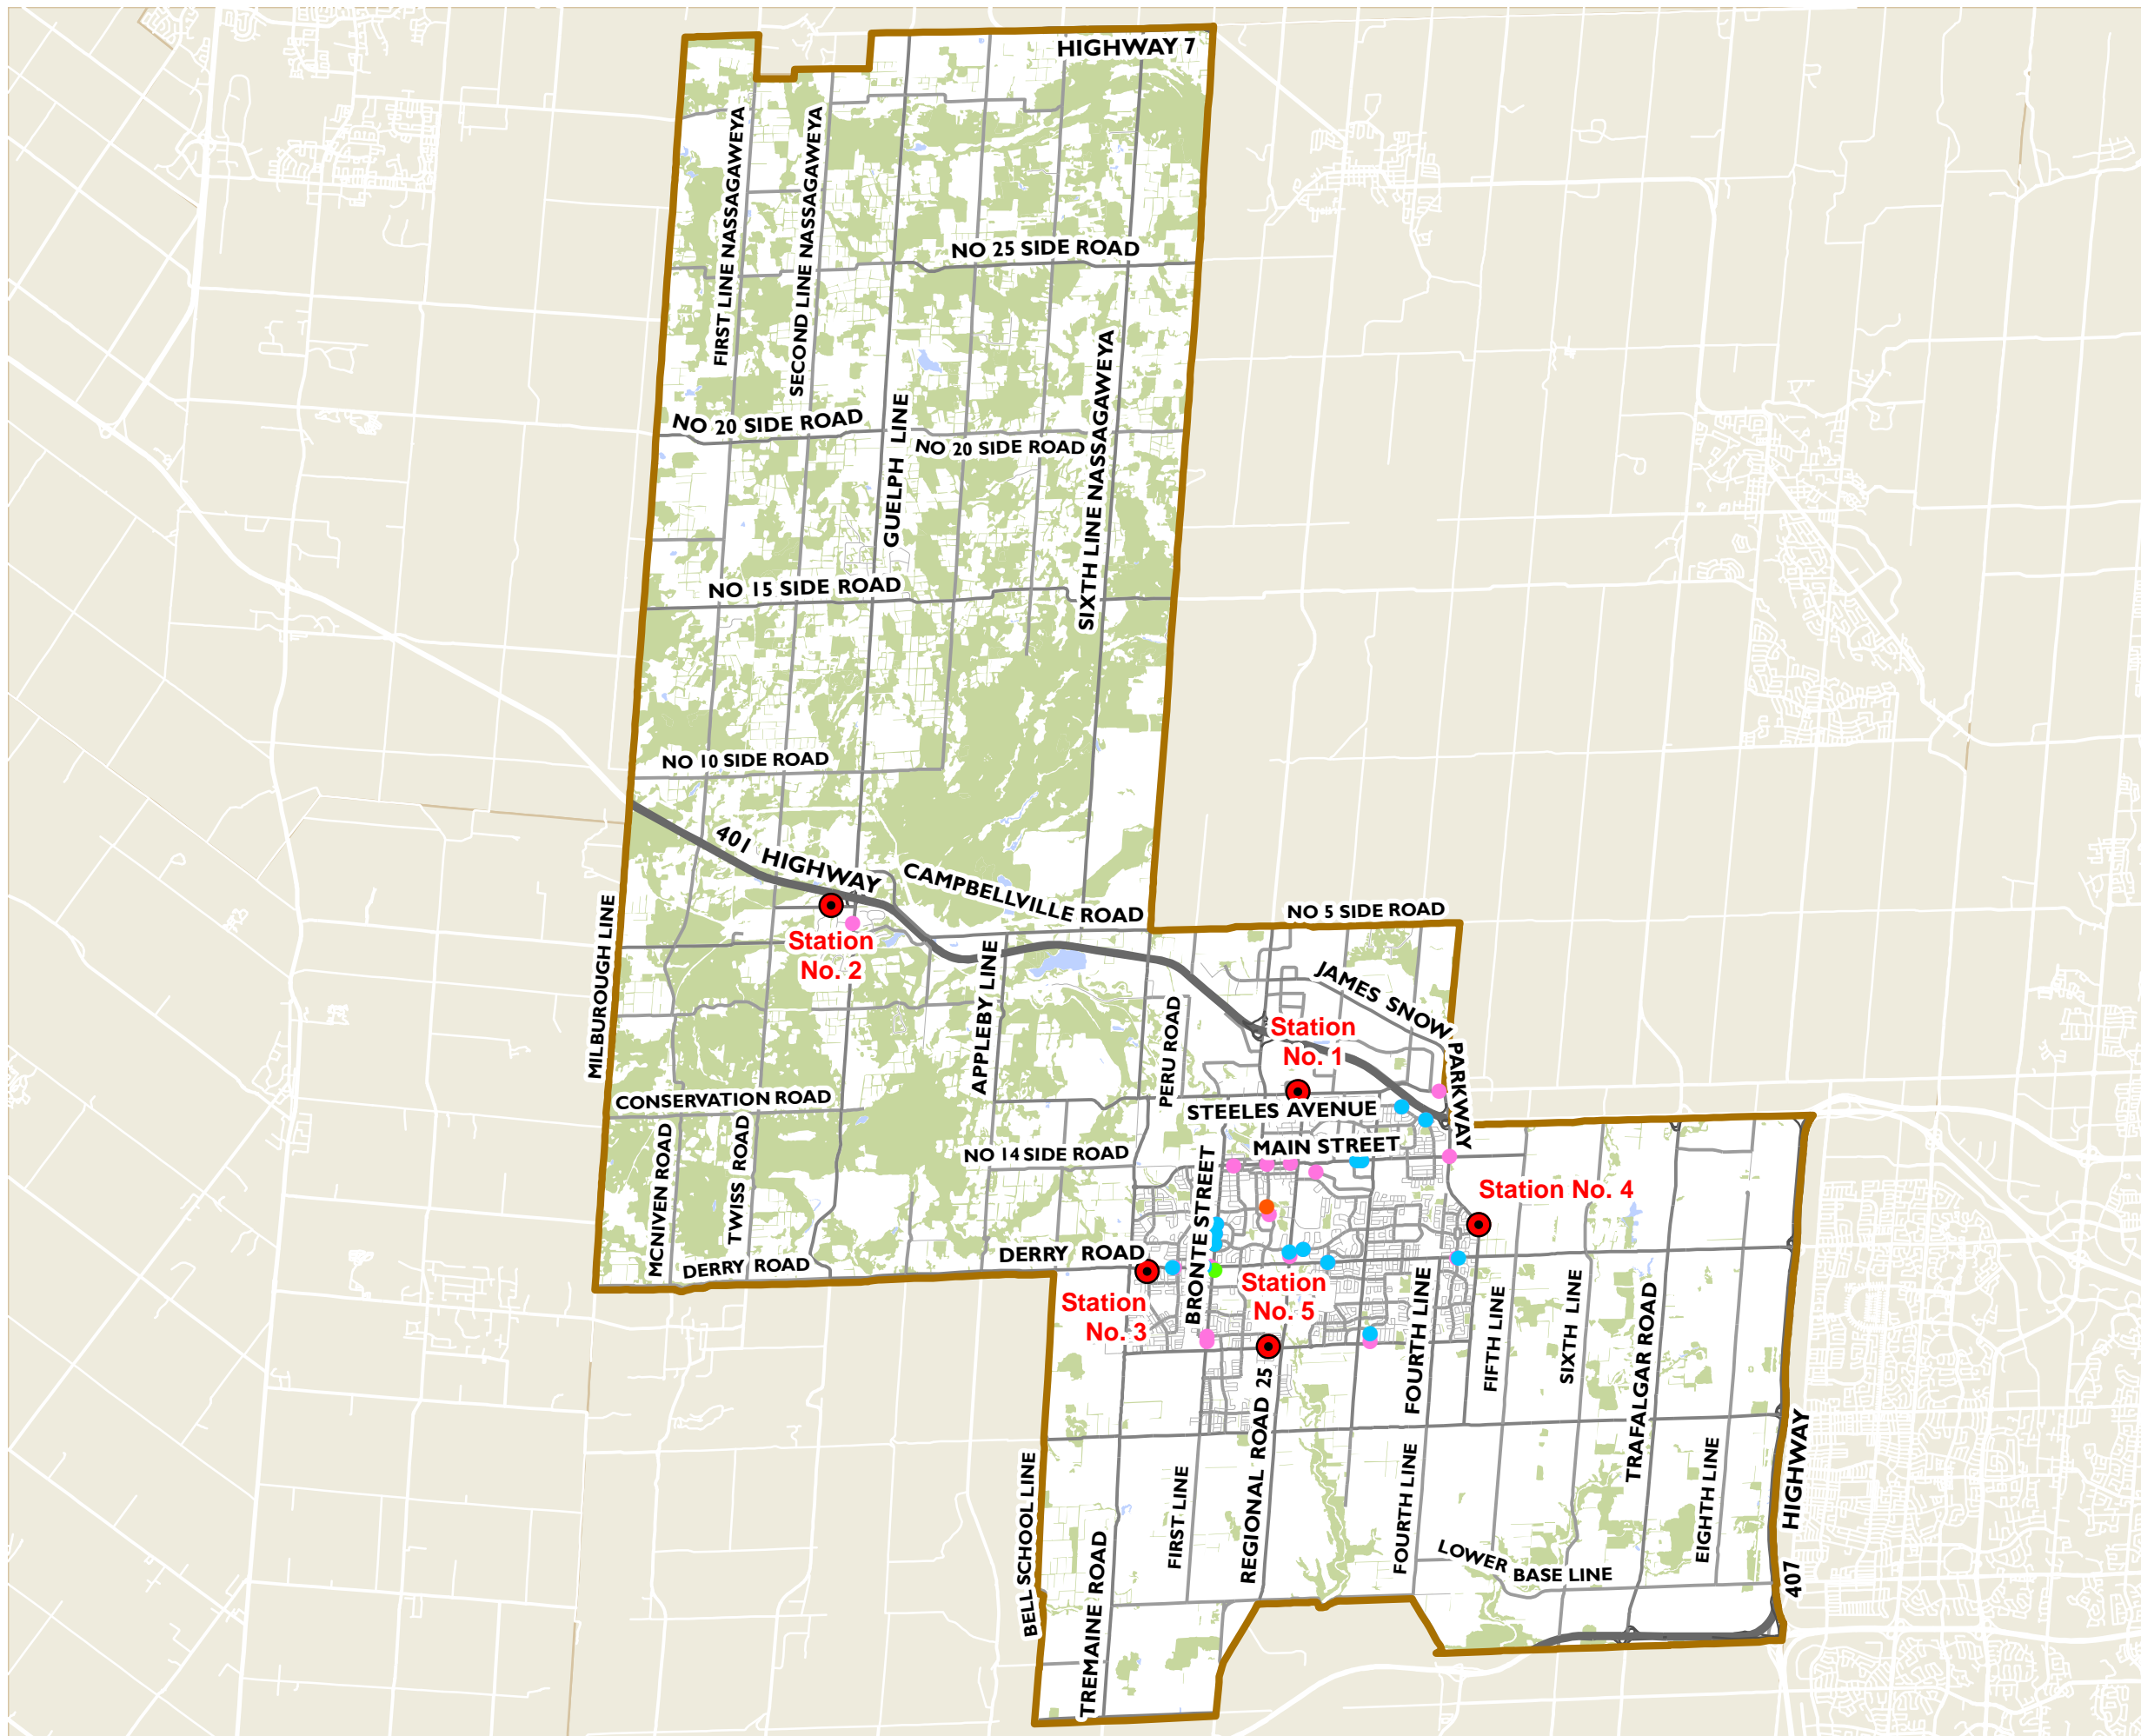 HIGHWAY 7
FIRST LINE NASSAGAWEYA
SECOND LINE NASSAGAWEYA
NO 25 SIDE ROAD
SIXTH LINE NASSAGAWEYA
GUELPH LINE
NO 20 SIDE ROAD
NO 20 SIDE ROAD
NO 15 SIDE ROAD
NO 10 SIDE ROAD
401 HIGHWAY
CAMPBELLVILLE ROAD
MILBUROUGH LINE
Station
No. 2
APPLEBY LINE
NO 5 SIDE ROAD
JAMES SNOW
PARKWAY
PERU ROAD
Station
No. 1
CONSERVATION ROAD
STEELES AVENUE
MAIN STREET
MCNIVEN ROAD
TWISS ROAD
NO 14 SIDE ROAD
BRONTE STREET
Station No. 4
DERRY ROAD
DERRY ROAD
Station
No. 3
Station
No. 5
FOURTH LINE
FIFTH LINE
SIXTH LINE
TRAFALGAR ROAD
REGIONAL ROAD 25
BELL SCHOOL LINE
FIRST LINE
FOURTH LINE
EIGHTH LINE
407 HIGHWAY
TREMAINE ROAD
LOWER
BASE LINE